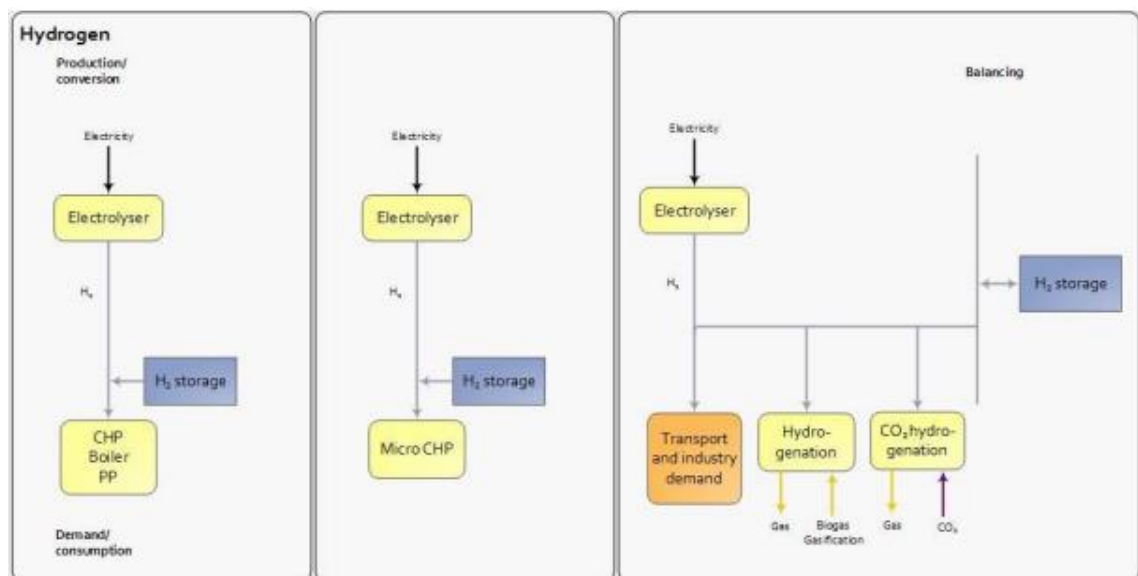 Hydrogen
Production/
conversion
Electricity
Electrolyser
H₂
H₂ storage
CHP
Boiler
PP
Demand/
consumption
Electricity
Electrolyser
H₂
H₂ storage
Micro CHP
Balancing
Electricity
Electrolyser
H₂
H₂ storage
Transport
and industry
demand
Hydro-
genation
CO₂ hydro-
genation
Gas
Biogas
Gasification
Gas
CO₂